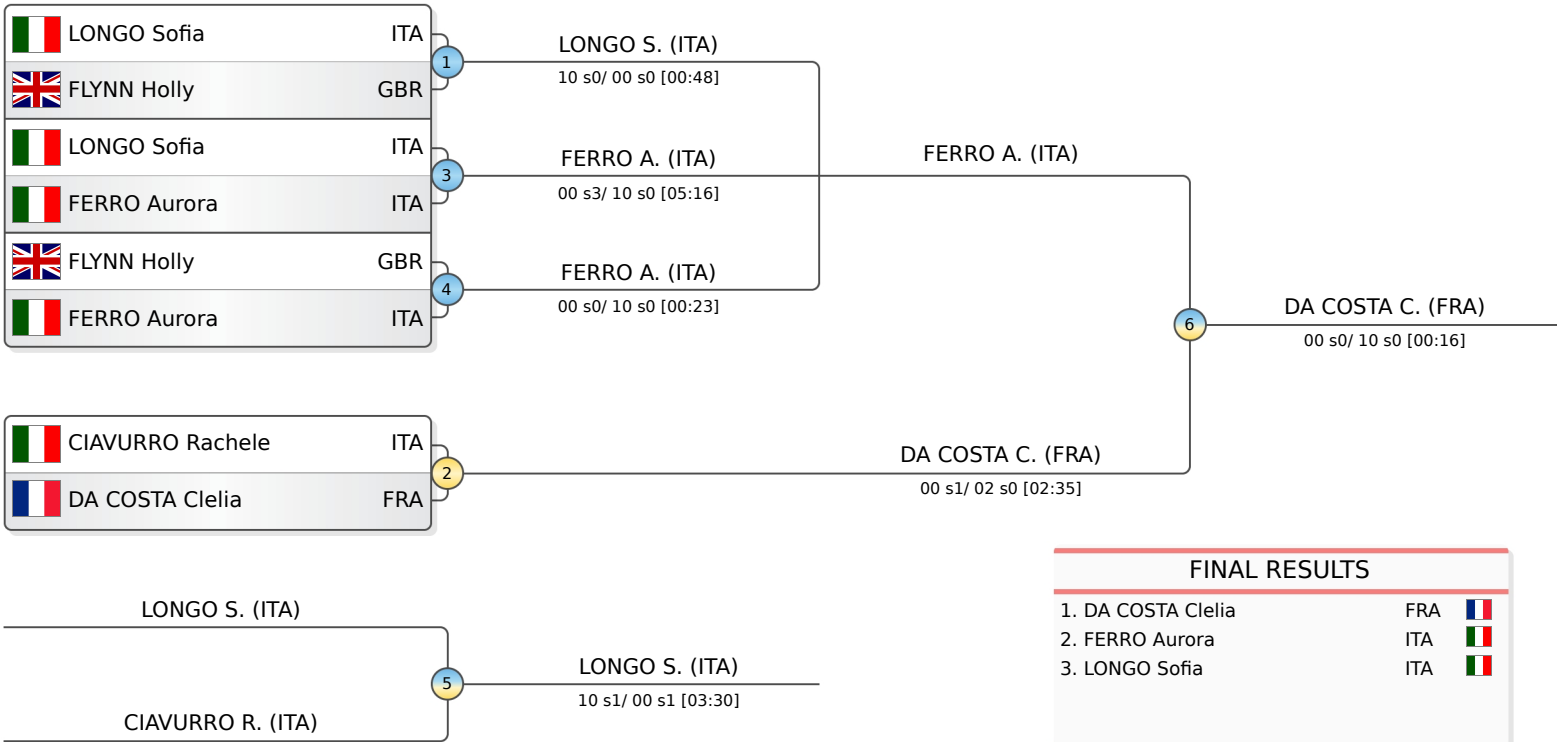 LONGO Sofia ITA
FLYNN Holly GBR
1
LONGO S. (ITA)
10 s0/ 00 s0 [00:48]
LONGO Sofia ITA
FERRO Aurora ITA
3
FERRO A. (ITA)
00 s3/ 10 s0 [05:16]
FERRO A. (ITA)
FLYNN Holly GBR
FERRO Aurora ITA
4
FERRO A. (ITA)
00 s0/ 10 s0 [00:23]
6
DA COSTA C. (FRA)
00 s0/ 10 s0 [00:16]
CIAVURRO Rachele ITA
DA COSTA Clelia FRA
2
DA COSTA C. (FRA)
00 s1/ 02 s0 [02:35]
LONGO S. (ITA)
CIAVURRO R. (ITA)
5
LONGO S. (ITA)
10 s1/ 00 s1 [03:30]
FINAL RESULTS
1. DA COSTA Clelia FRA
2. FERRO Aurora ITA
3. LONGO Sofia ITA